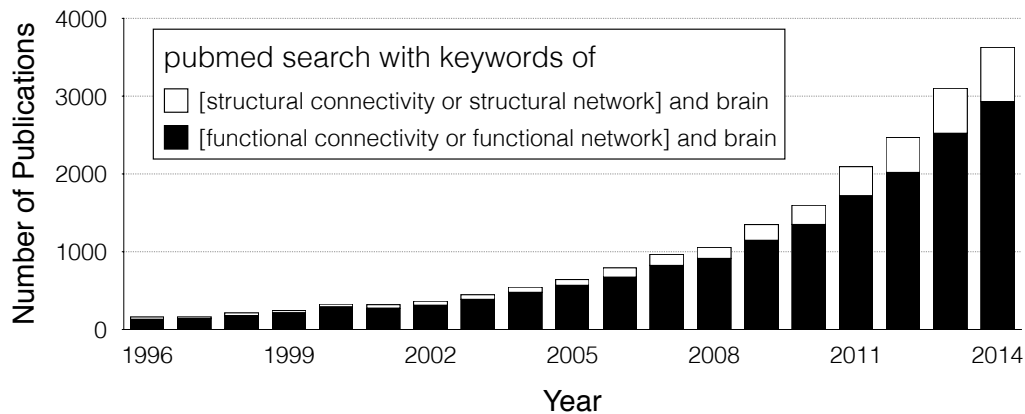 4000
3000
2000
1000
0
Number of Publications
pubmed search with keywords of
[structural connectivity or structural network] and brain
[functional connectivity or functional network] and brain
1996 1999 2002 2005 2008 2011 2014
Year